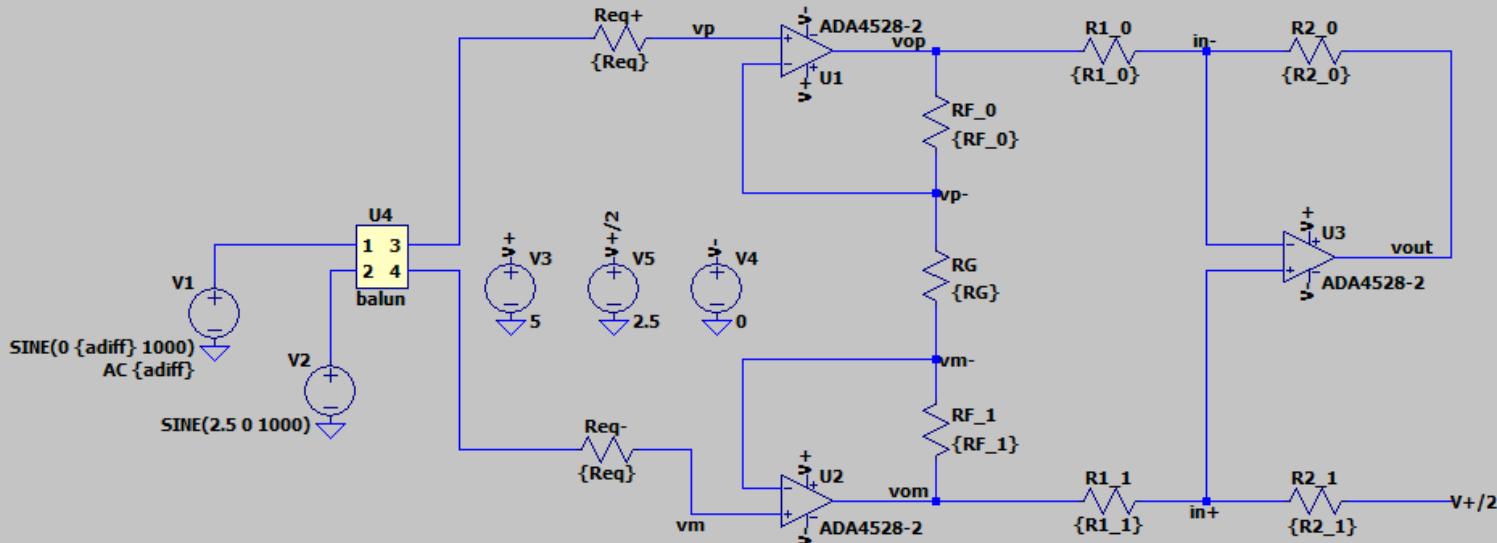 Req+
{Req}
vp
V-
ADA4528-2
U1
V+
vop
R1_0
{R1_0}
in-
R2_0
{R2_0}
RF_0
{RF_0}
vp-
U4
1 3
2 4
balun
V1
SINE(0 {adiff} 1000)
AC {adiff}
V2
SINE(2.5 0 1000)
V+
V3
5
V+/2
V5
2.5
V-
V4
0
RG
{RG}
V+
U3
vout
V-
ADA4528-2
vm-
RF_1
{RF_1}
Req-
{Req}
vm
V+
U2
V-
ADA4528-2
vom
R1_1
{R1_1}
in+
R2_1
{R2_1}
V+/2